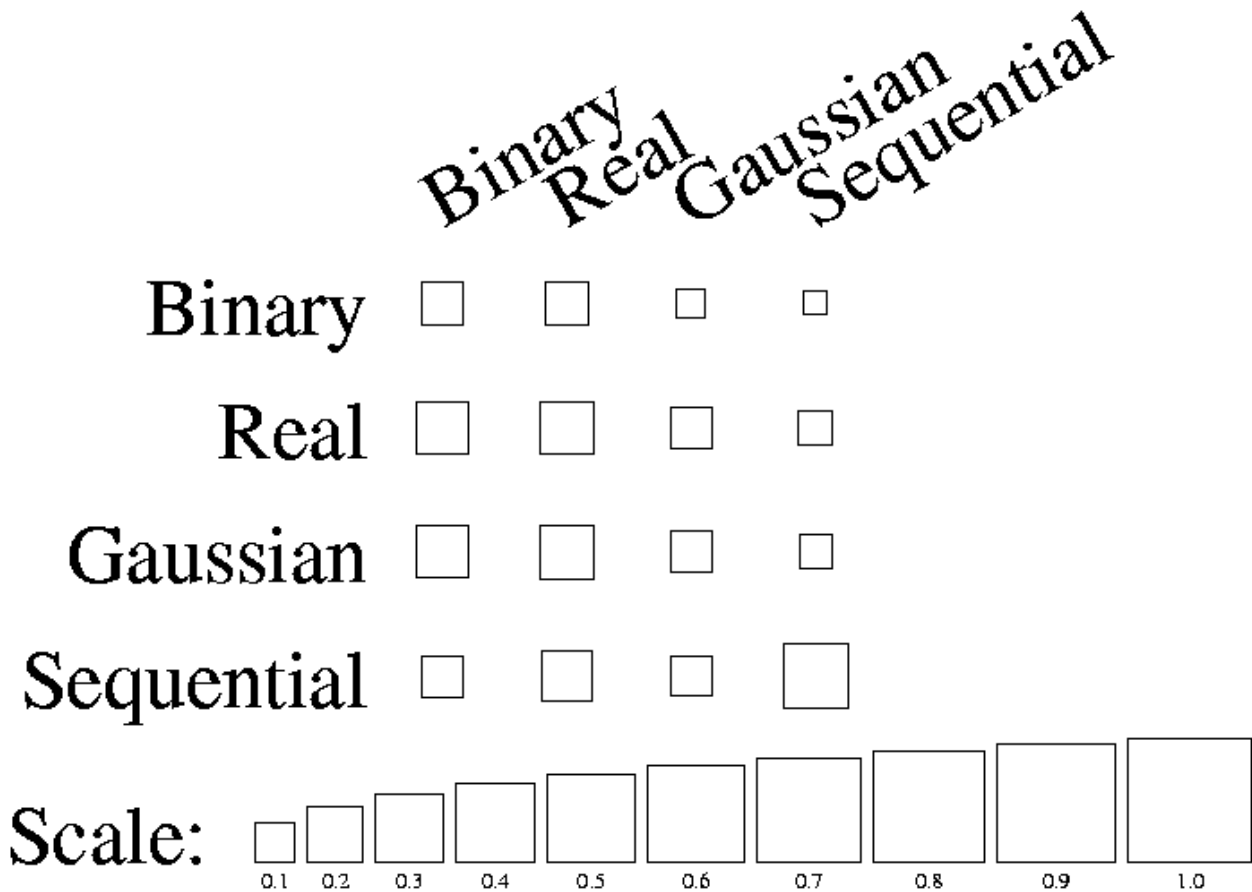 Binary Real Gaussian Sequential
Binary
Real
Gaussian
Sequential
Scale:
0.1 0.2 0.3 0.4 0.5 0.6 0.7 0.8 0.9 1.0